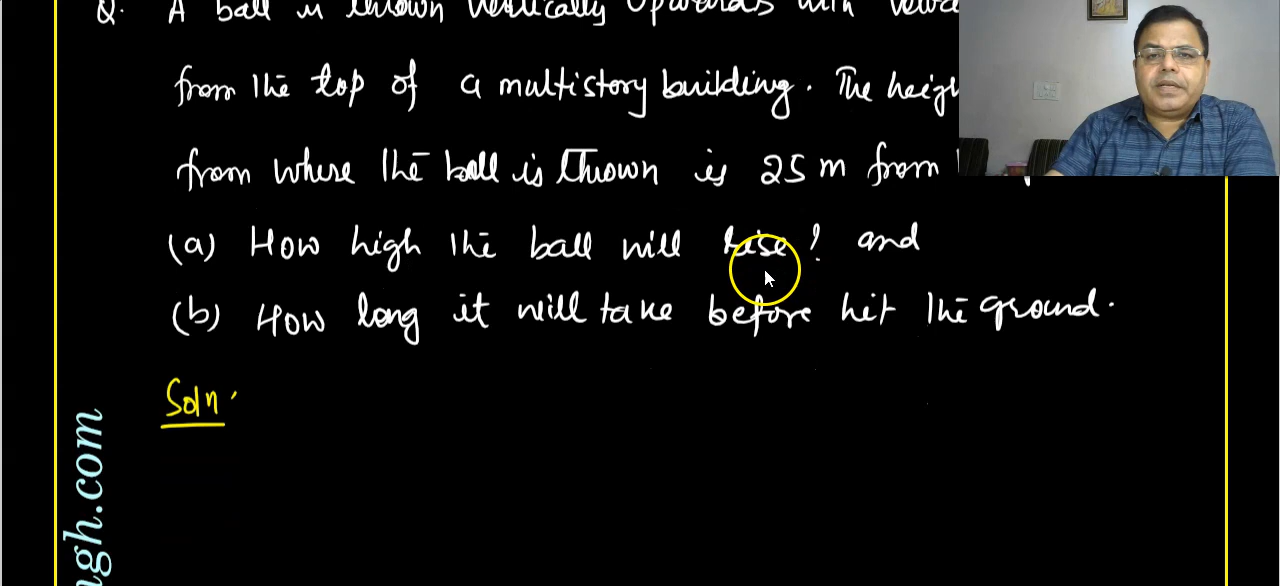 Q. A ball is thrown vertically upwards with
from the top of a multistory building. The heigh
from where the ball is thrown is 25 m from
(a) How high the ball will rise? and
(b) How long it will take before hit the ground.
Soln.
ngh.com